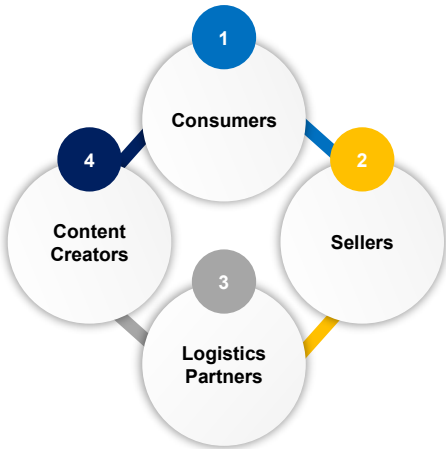 1
Consumers
2
Sellers
3
Logistics
Partners
4
Content
Creators